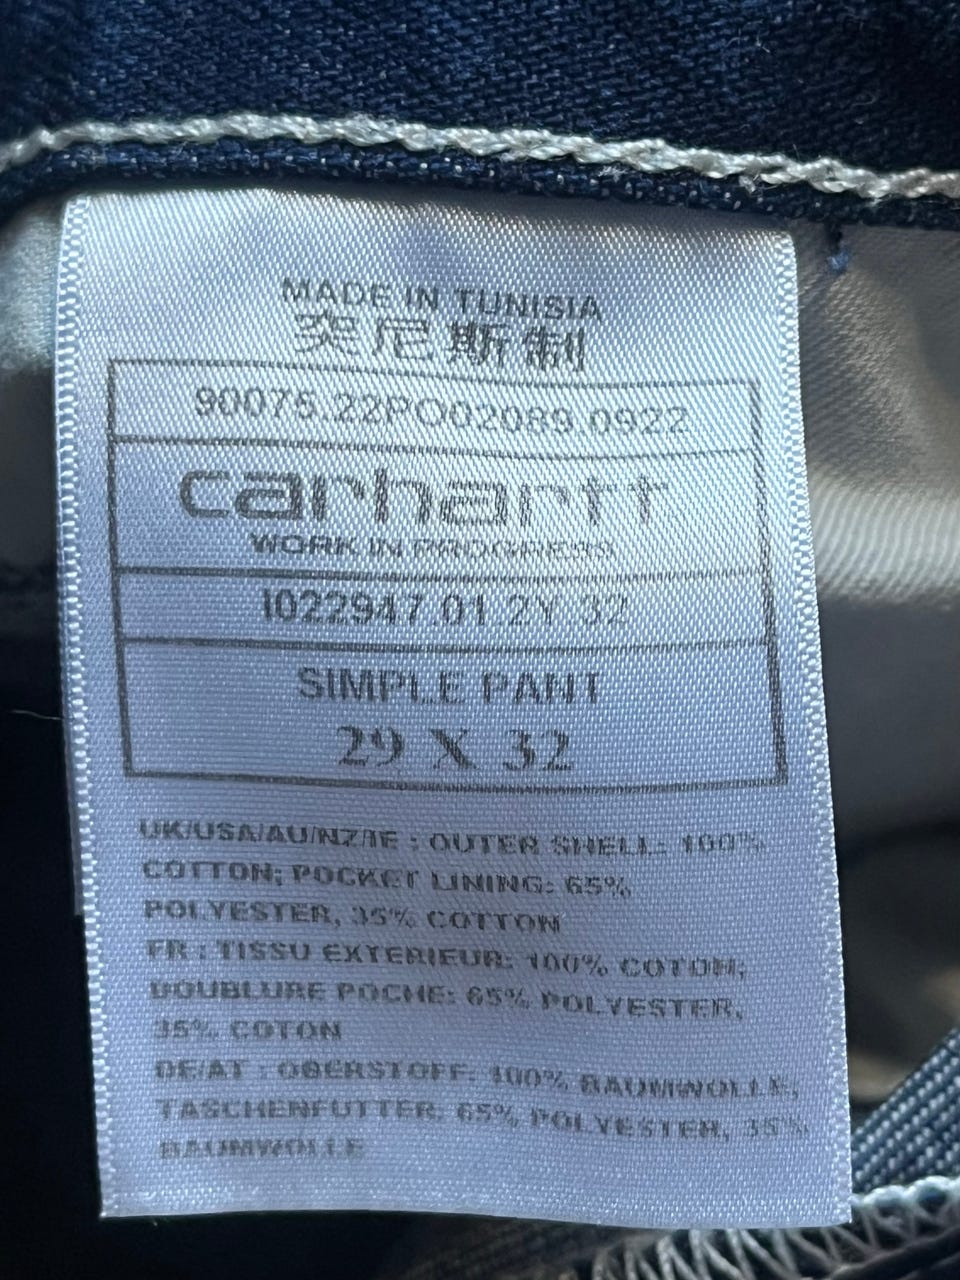 MADE IN TUNISIA
突尼斯制
90075.22PO02089.0922
carhartt
WORK IN PROGRESS
I022947.01.2Y 32
SIMPLE PANT
29 X 32
UK/USA/AU/NZ/IE : OUTER SHELL: 100%
COTTON; POCKET LINING: 65%
POLYESTER, 35% COTTON
FR : TISSU EXTERIEUR: 100% COTON;
DOUBLURE POCHE: 65% POLYESTER,
35% COTON
DE/AT : OBERSTOFF: 100% BAUMWOLLE,
TASCHENFUTTER: 65% POLYESTER, 35%
BAUMWOLLE